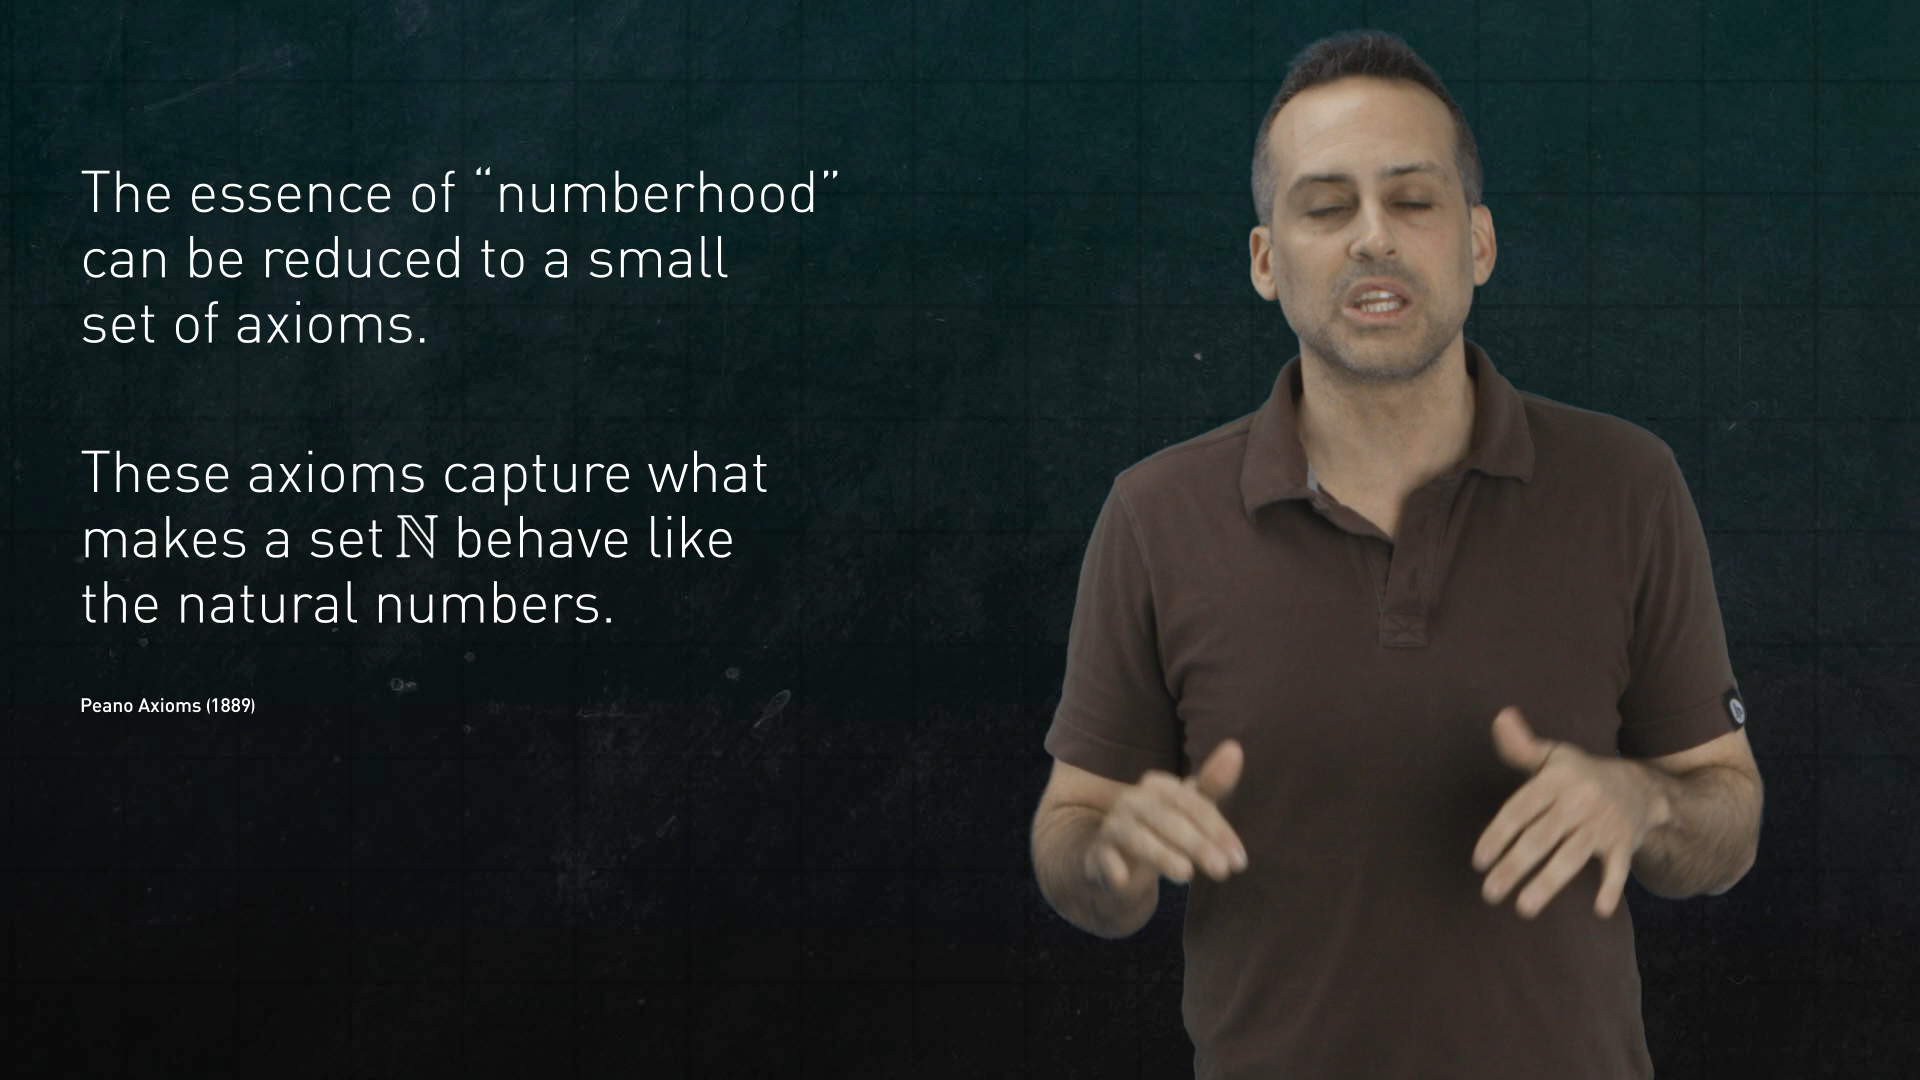 The essence of “numberhood”
can be reduced to a small
set of axioms.
These axioms capture what
makes a set ℕ behave like
the natural numbers.
Peano Axioms (1889)